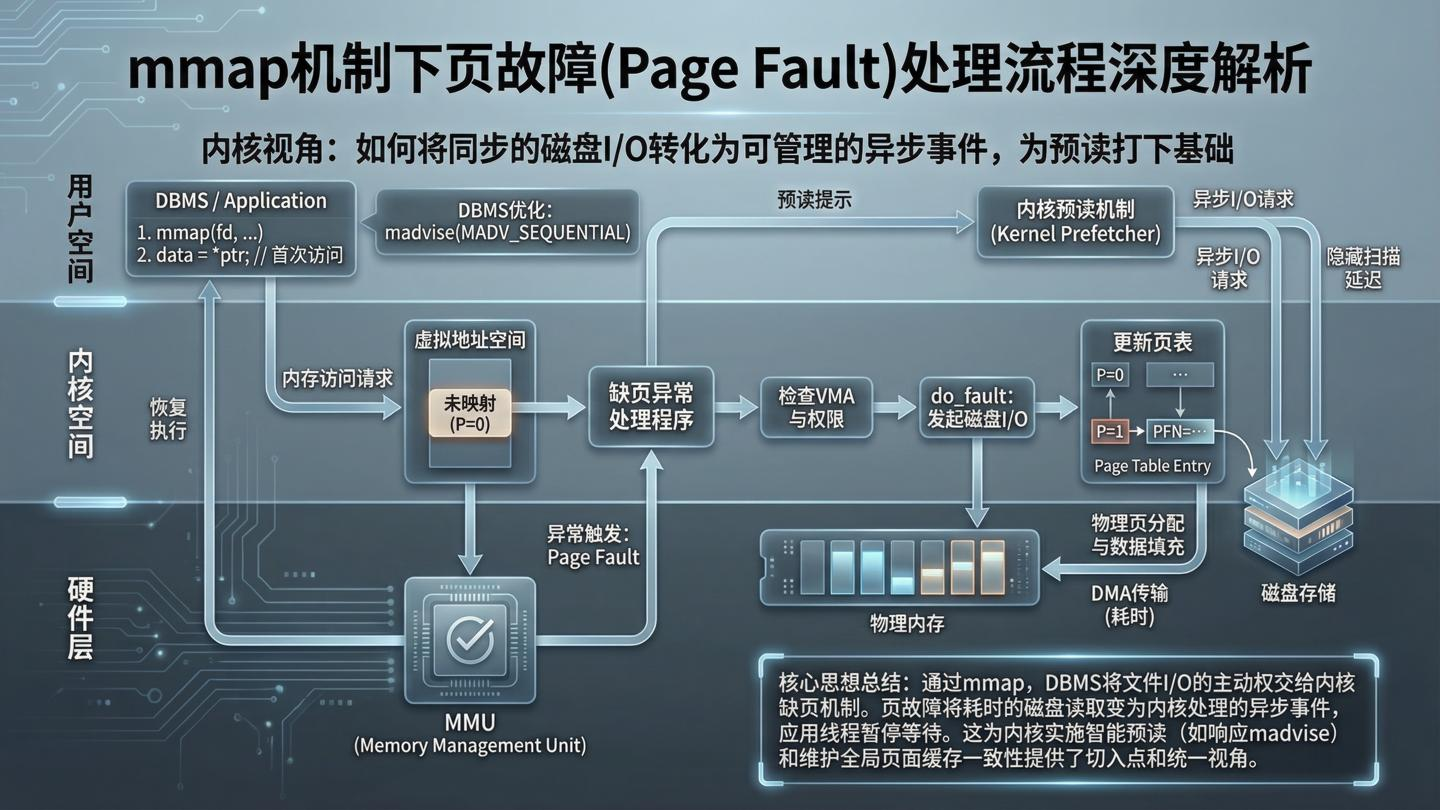 mmap机制下页故障(Page Fault)处理流程深度解析
内核视角：如何将同步的磁盘I/O转化为可管理的异步事件，为预读打下基础
用户空间
DBMS / Application
1. mmap(fd, ...)
2. data = *ptr; // 首次访问
DBMS优化：
madvise(MADV_SEQUENTIAL)
预读提示
内核预读机制
(Kernel Prefetcher)
异步I/O请求
异步I/O
请求
隐藏扫描
延迟
内核空间
恢复
执行
内存访问请求
虚拟地址空间
未映射
(P=0)
缺页异常
处理程序
检查VMA
与权限
do_fault：
发起磁盘I/O
更新页表
P=0
...
P=1
PFN=...
Page Table Entry
硬件层
异常触发：
Page Fault
MMU
(Memory Management Unit)
物理内存
物理页分配
与数据填充
DMA传输
(耗时)
磁盘存储
核心思想总结：通过mmap，DBMS将文件I/O的主动权交给内核
缺页机制。页故障将耗时的磁盘读取变为内核处理的异步事件，
应用线程暂停等待。这为内核实施智能预读（如响应madvise）
和维护全局页面缓存一致性提供了切入点和统一视角。